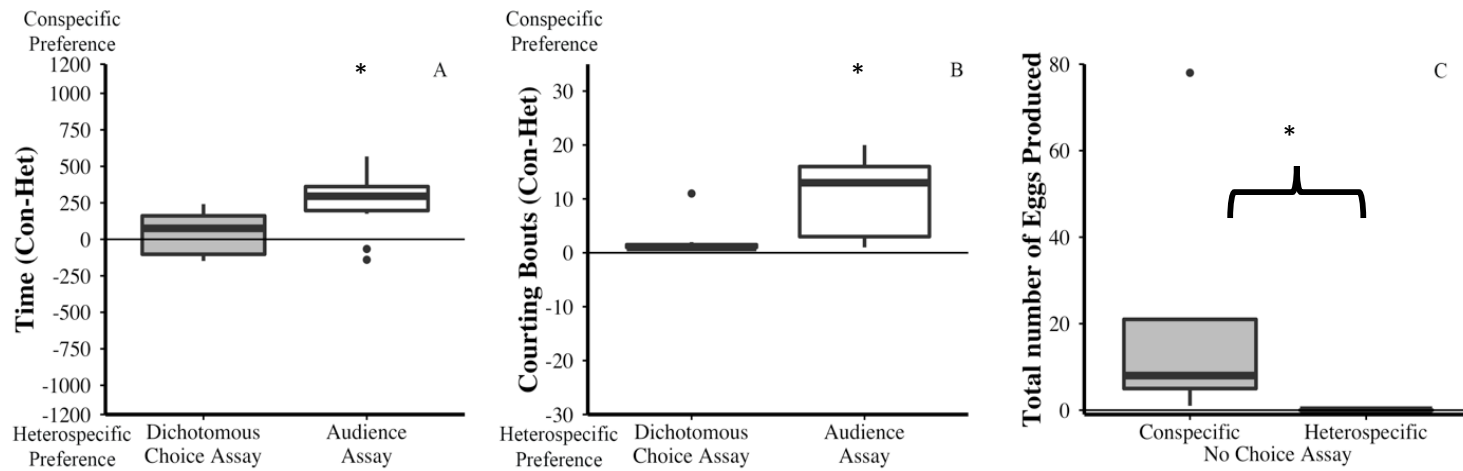 Conspecific
Preference
1200
1000
750
500
250
0
-250
-500
-750
-1000
-1200
Time (Con-Het)
*
A
Heterospecific
Preference
Dichotomous
Choice Assay
Audience
Assay
Conspecific
Preference
30
20
10
0
-10
-20
-30
Courting Bouts (Con-Het)
*
B
Heterospecific
Preference
Dichotomous
Choice Assay
Audience
Assay
80
60
40
20
0
Total number of Eggs Produced
C
*
Conspecific
Heterospecific
No Choice Assay